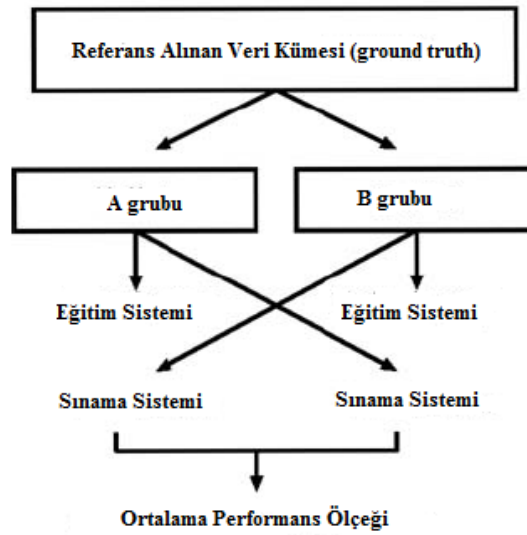 Referans Alınan Veri Kümesi (ground truth)
A grubu
B grubu
Eğitim Sistemi
Eğitim Sistemi
Sınama Sistemi
Sınama Sistemi
Ortalama Performans Ölçeği